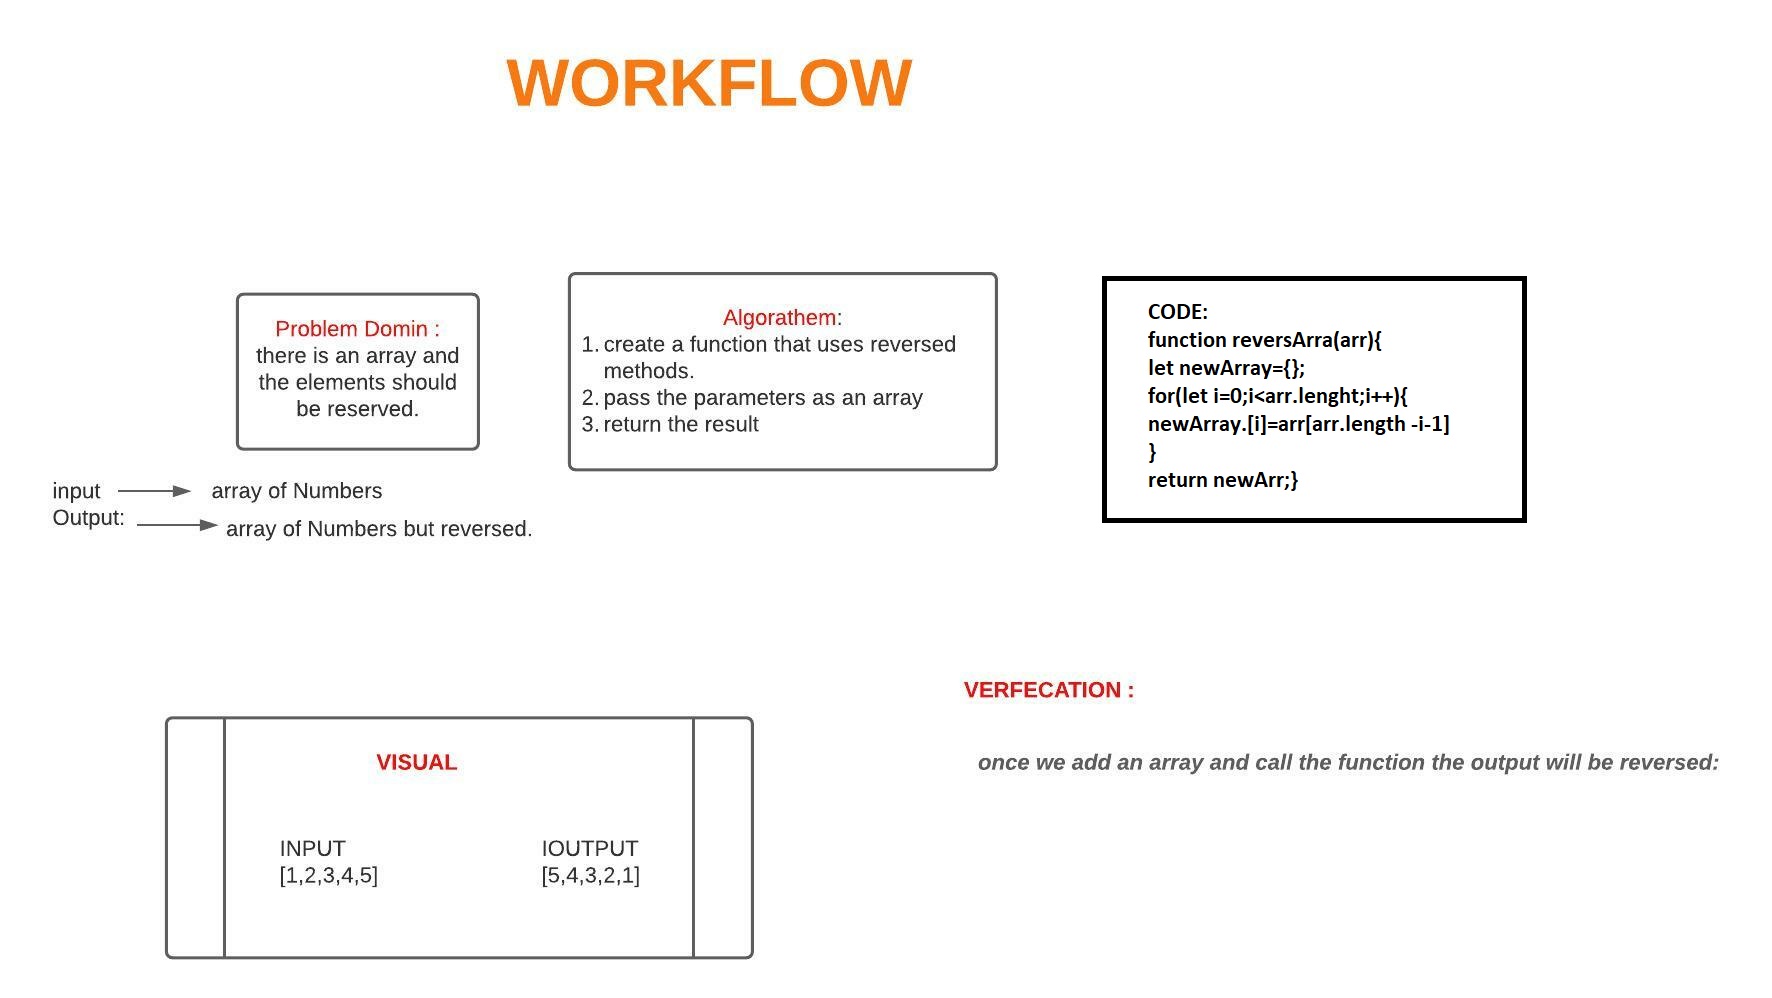 WORKFLOW
Problem Domin :
there is an array and
the elements should
be reserved.
Algorathem:
1. create a function that uses reversed
methods.
2. pass the parameters as an array
3. return the result
CODE:
function reversArra(arr){
let newArray={};
for(let i=0;i<arr.lenght;i++){
newArray.[i]=arr[arr.length -i-1]
}
return newArr;}
input array of Numbers
Output: array of Numbers but reversed.
VERFECATION :
once we add an array and call the function the output will be reversed:
VISUAL
INPUT
[1,2,3,4,5]
IOUTPUT
[5,4,3,2,1]